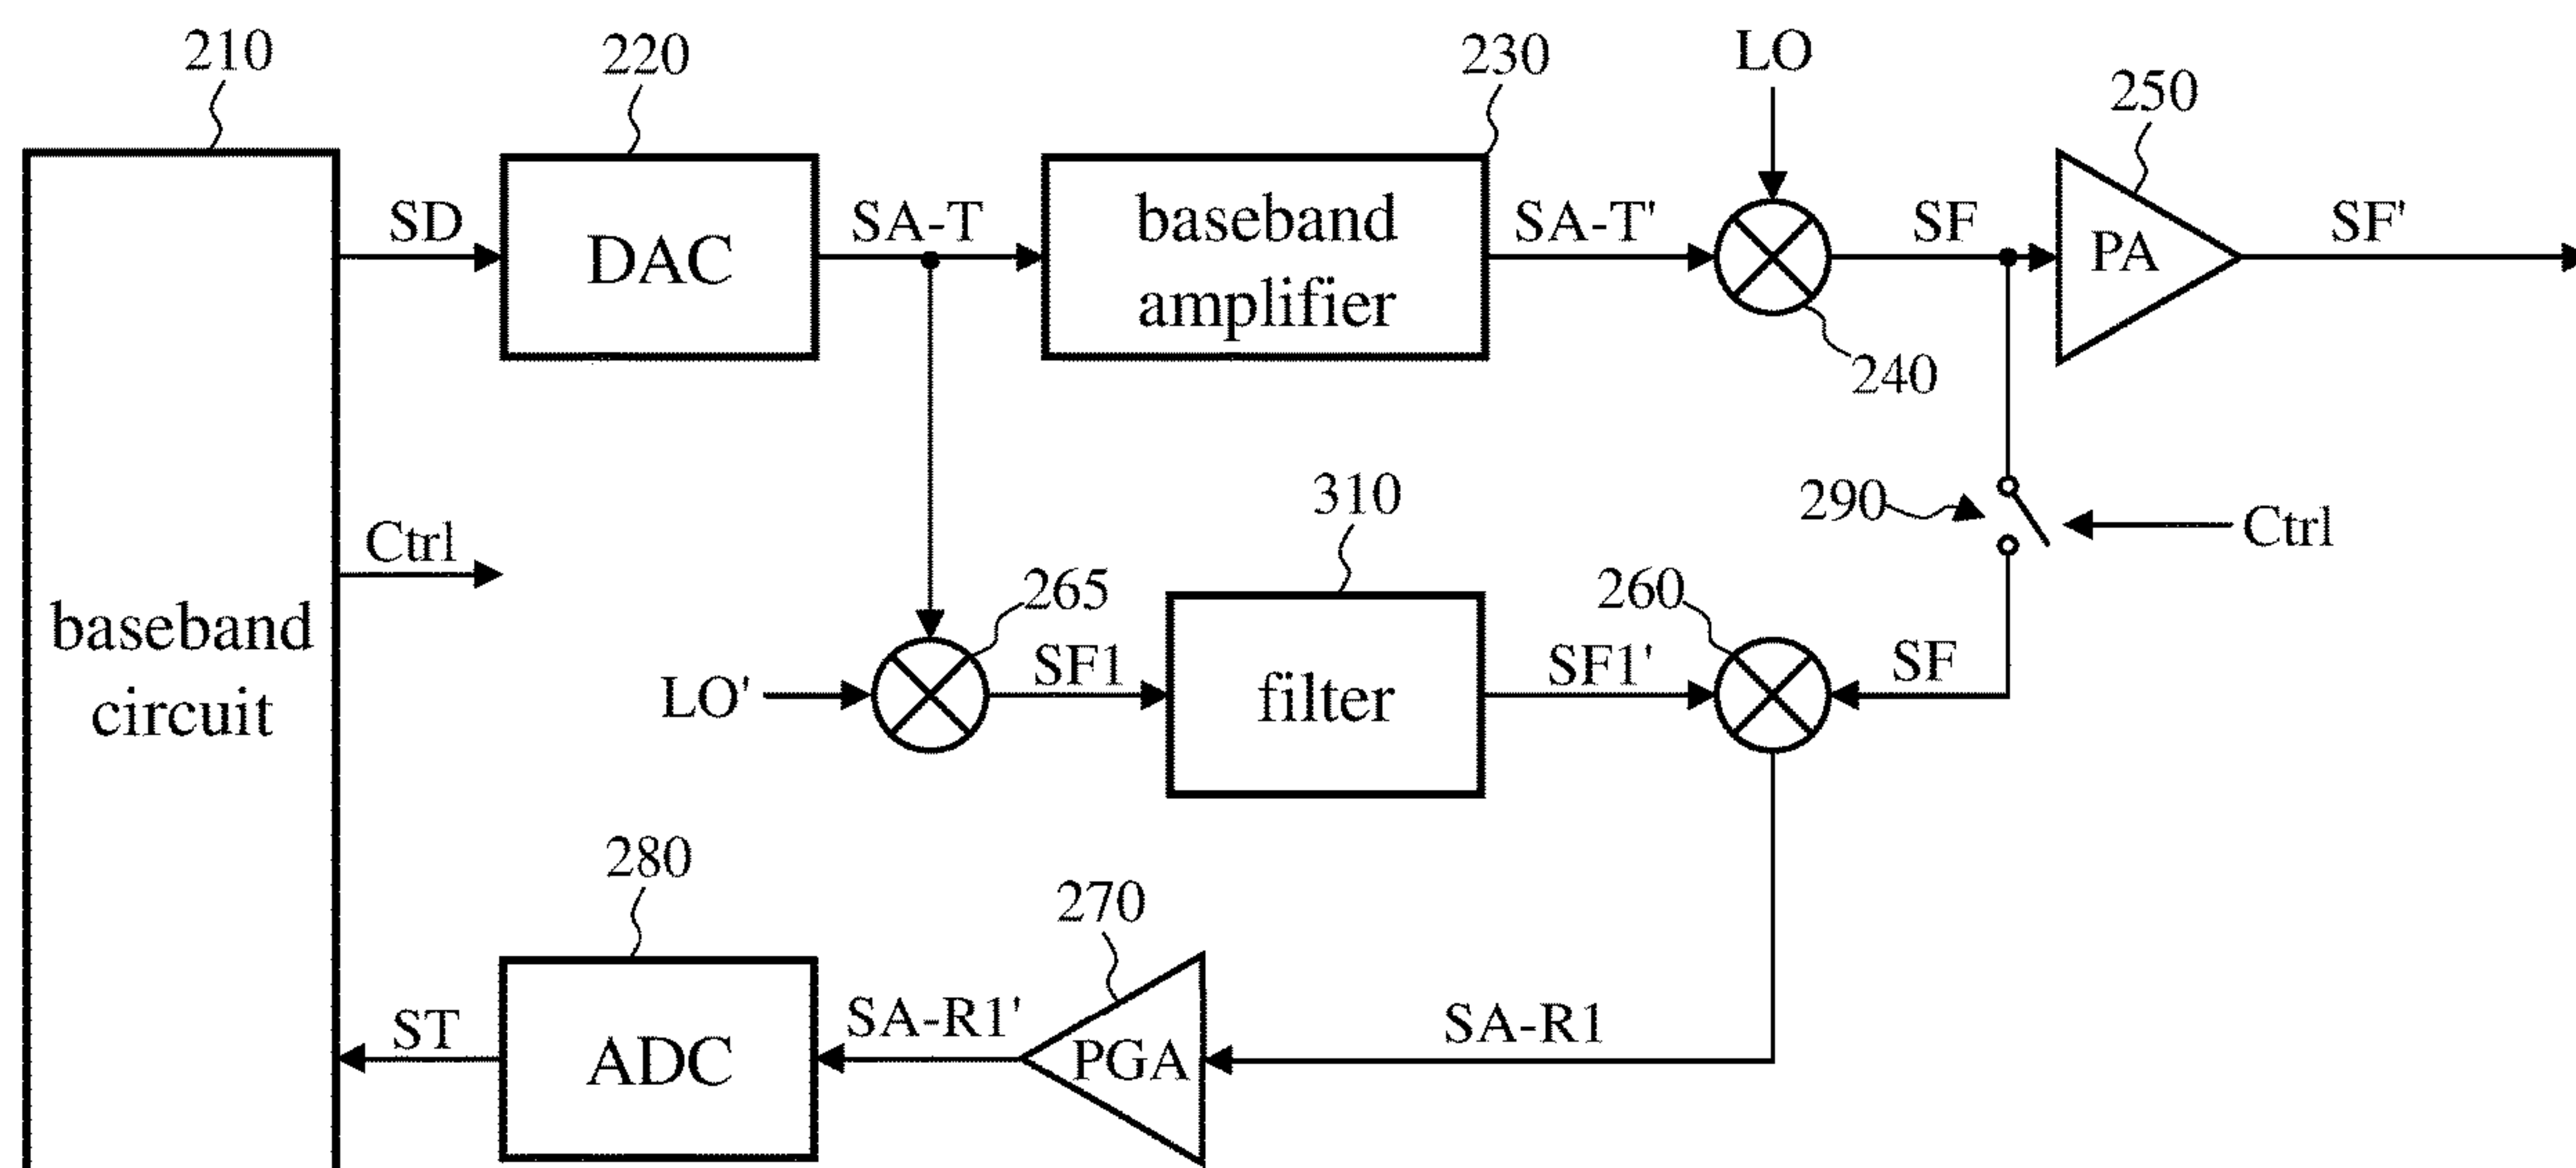 210
220
230
LO
250
SD
DAC
SA-T
baseband
amplifier
SA-T'
SF
PA
SF'
240
Ctrl
310
290
Ctrl
265
260
baseband
circuit
LO'
SF1
filter
SF1'
SF
280
270
ST
ADC
SA-R1'
PGA
SA-R1